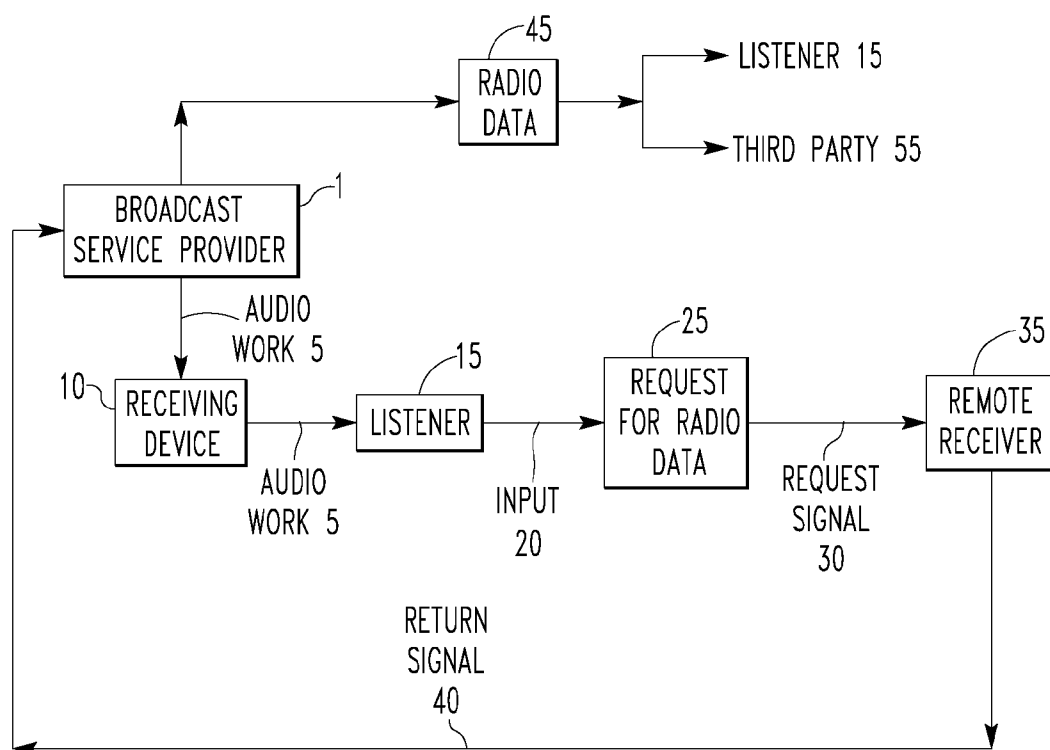 45
RADIO
DATA
LISTENER 15
THIRD PARTY 55
1
BROADCAST
SERVICE PROVIDER
AUDIO
WORK 5
10
RECEIVING
DEVICE
AUDIO
WORK 5
15
LISTENER
INPUT
20
25
REQUEST
FOR RADIO
DATA
REQUEST
SIGNAL
30
35
REMOTE
RECEIVER
RETURN
SIGNAL
40